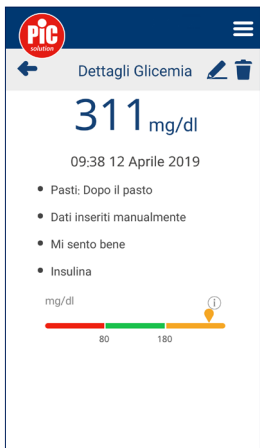 PiC
solution
Dettagli Glicemia
311 mg/dl
09:38 12 Aprile 2019
Pasti: Dopo il pasto
Dati inseriti manualmente
Mi sento bene
Insulina
mg/dl
i
80 180